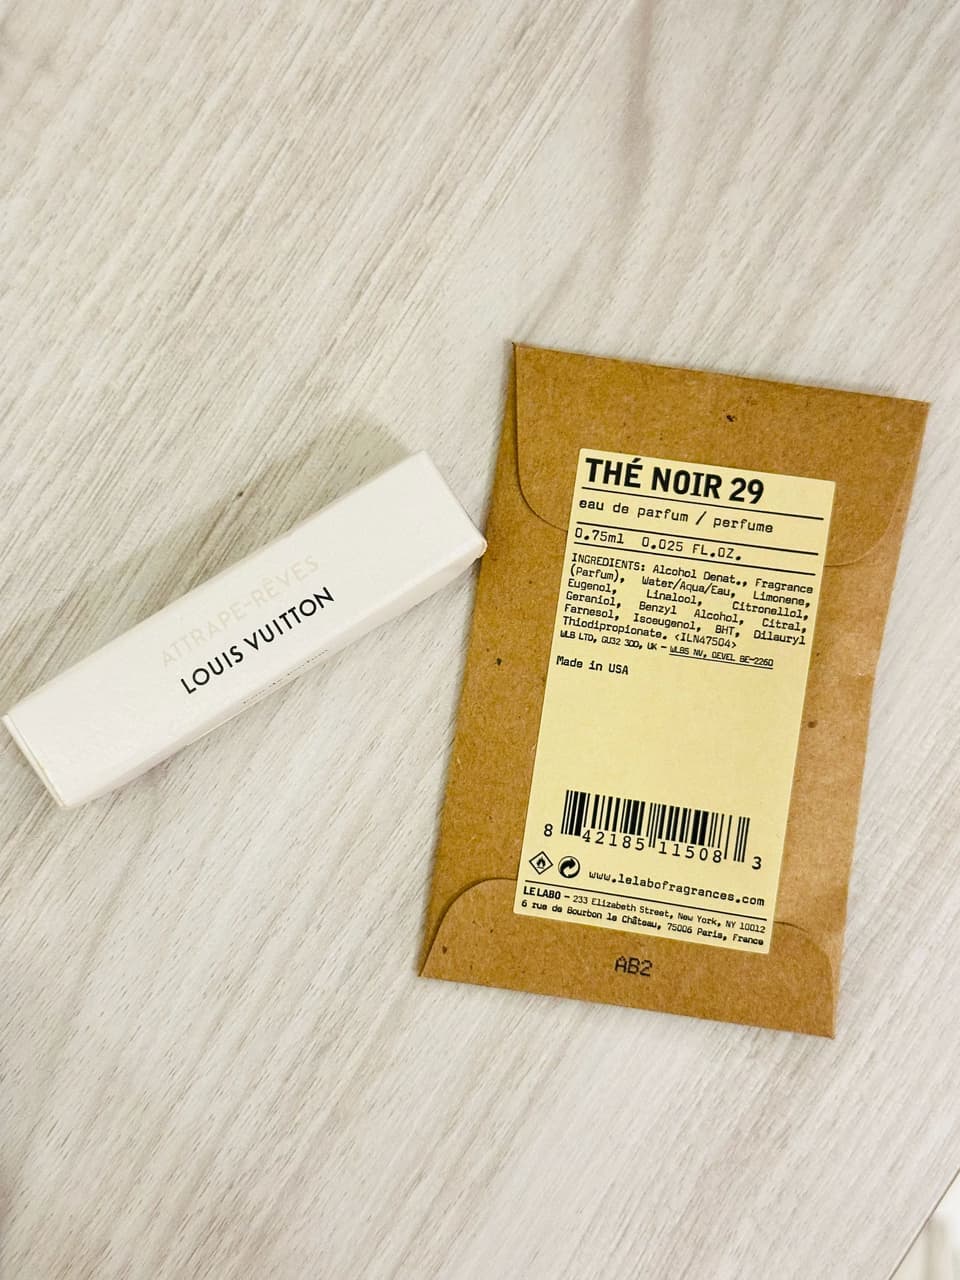 ATTRAPE-RÊVES
LOUIS VUITTON
THÉ NOIR 29
eau de parfum / perfume
0.75ml 0.025 FL.OZ.
INGREDIENTS: Alcohol Denat., Fragrance
(Parfum), Water/Aqua/Eau, Limonene,
Eugenol, Linalool, Citronellol,
Geraniol, Benzyl Alcohol, Citral,
Farnesol, Isoeugenol, BHT, Dilauryl
Thiodipropionate. <ILN47504>
WLB LTD, GU32 3QO, UK - WLBS NV, DEVEL BE-2260
Made in USA
8 42185 11508 3
www.lelabofragrances.com
LE LABO - 233 Elizabeth Street, New York, NY 10012
6 rue de Bourbon le Château, 75006 Paris, France
AB2